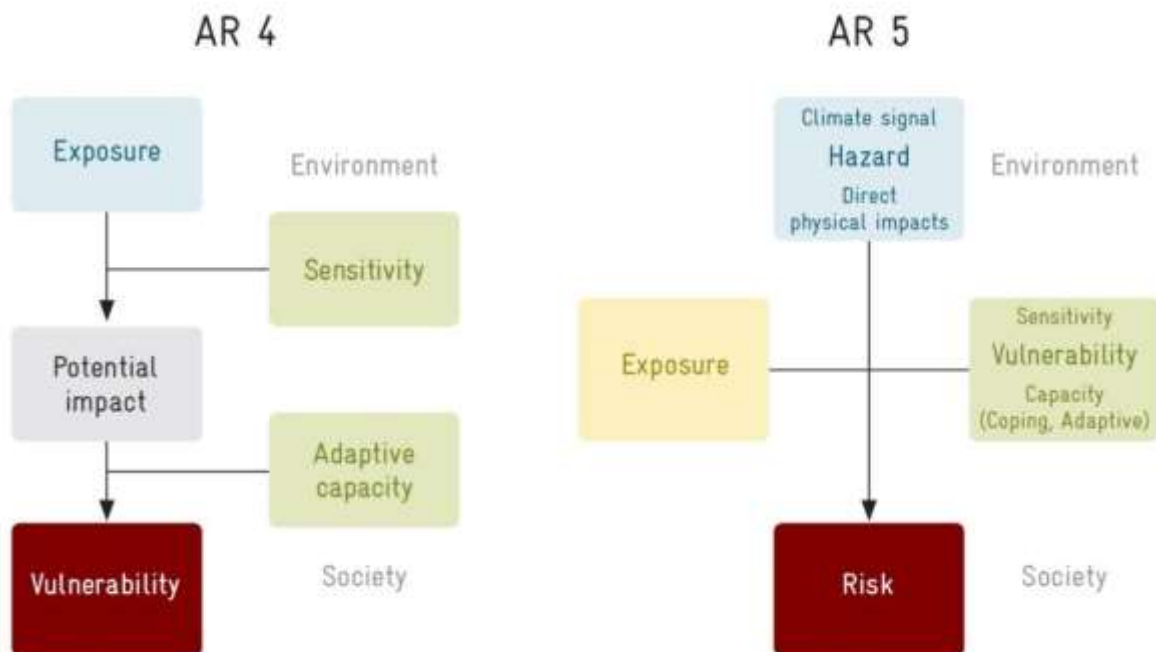 AR 4
Exposure
Environment
Sensitivity
Potential
impact
Adaptive
capacity
Vulnerability
Society
AR 5
Climate signal
Hazard
Direct
physical impacts
Environment
Exposure
Sensitivity
Vulnerability
Capacity
(Coping, Adaptive)
Risk
Society